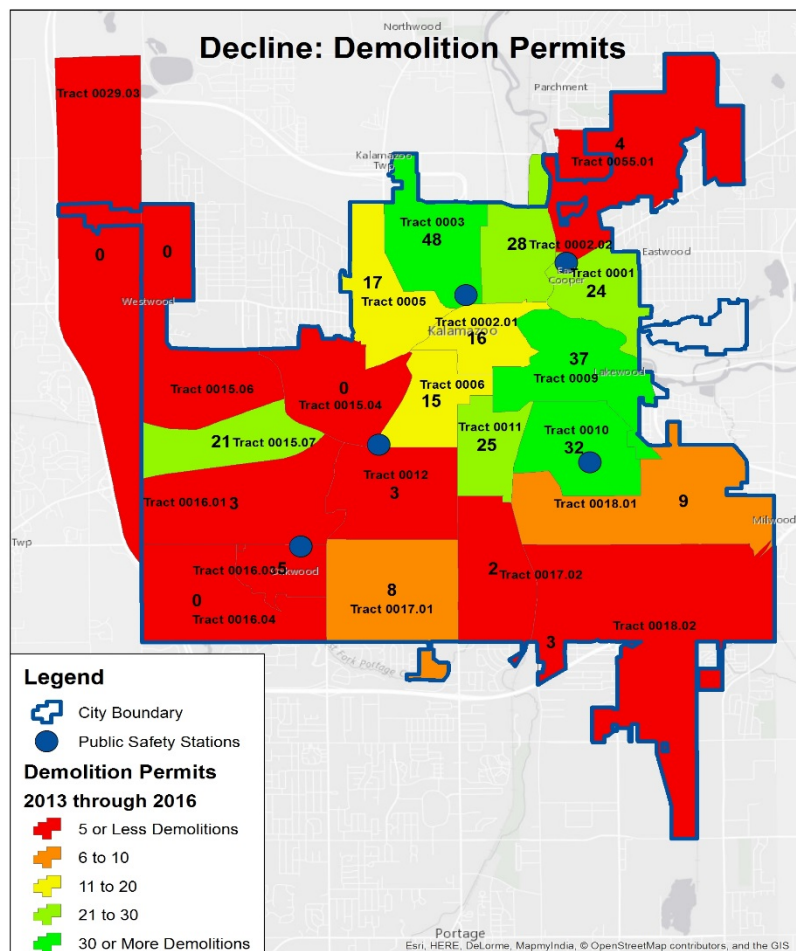 Northwood
Decline: Demolition Permits
Parchment
Tract 0029.03
4
Tract 0055.01
Kalamazoo
Twp
Tract 0003
48
28
Tract 0002.02
Eastwood
0
0
Cooper
Tract 0001
24
17
Tract 0005
Westwood
Tract 0002.01
Kalamazoo
16
37
Lakewood
Tract 0009
Tract 0015.06
0
Tract 0015.04
Tract 0006
15
21 Tract 0015.07
Tract 0011
25
Tract 0010
32
Tract 0012
3
Tract 0016.01 3
Tract 0018.01
9
Milwood
Twp
Tract 0016.03 5
Oakwood
0
Tract 0016.04
8
Tract 0017.01
2 Tract 0017.02
Tract 0018.02
3
Fork Portage
Legend
City Boundary
Public Safety Stations
Demolition Permits
2013 through 2016
5 or Less Demolitions
6 to 10
11 to 20
21 to 30
30 or More Demolitions
Portage
Esri, HERE, DeLorme, MapmyIndia, © OpenStreetMap contributors, and the GIS